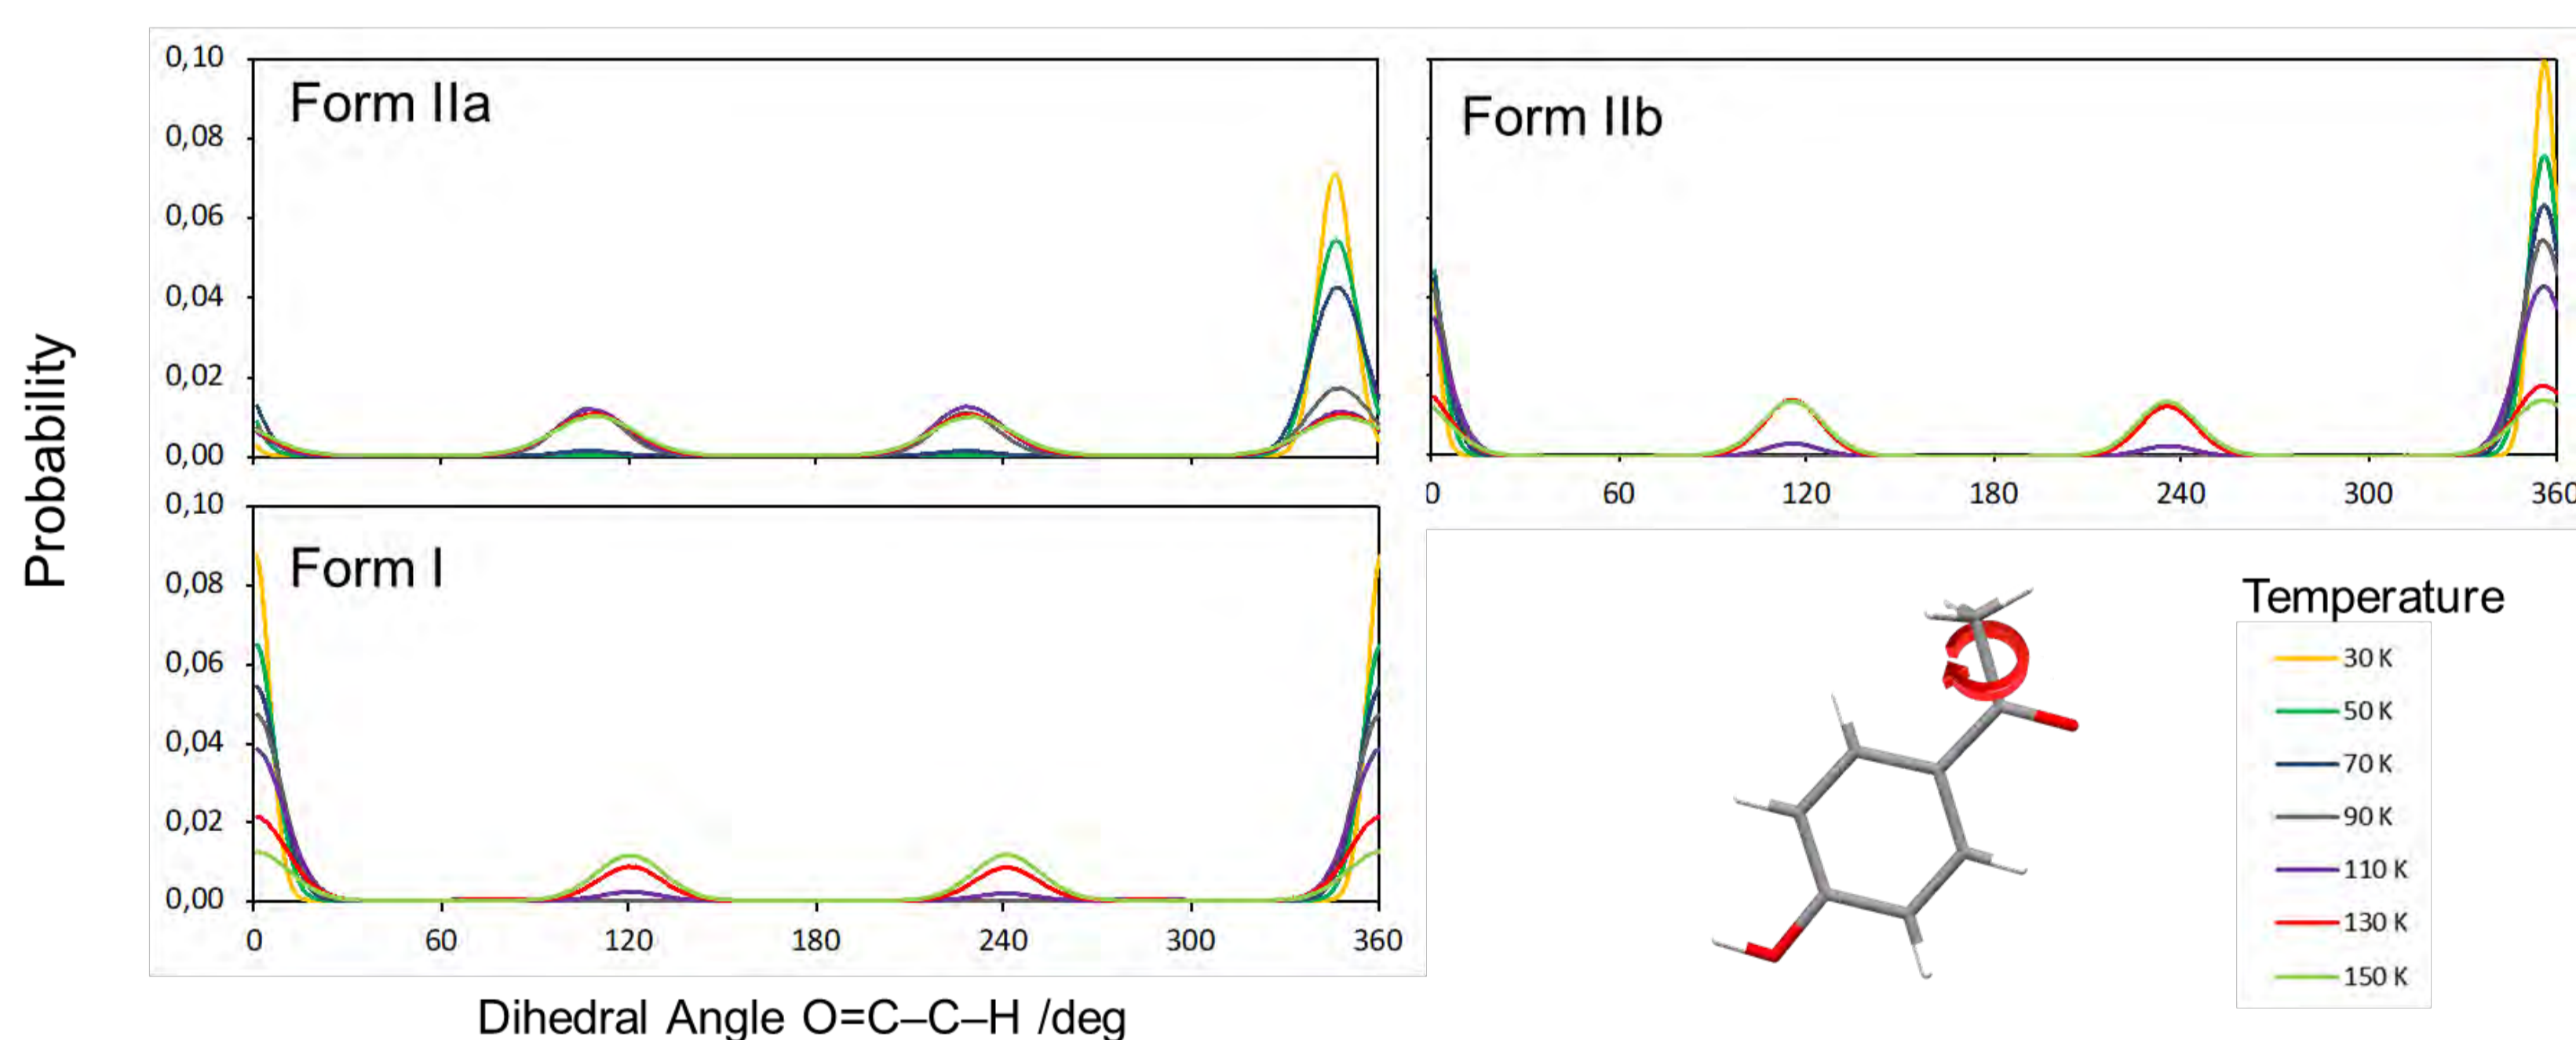 Probability
Form IIa
0,10
0,08
0,06
0,04
0,02
0,00
Form IIb
0 60 120 180 240 300 360
Form I
0,10
0,08
0,06
0,04
0,02
0,00
0 60 120 180 240 300 360
Dihedral Angle O=C–C–H /deg
Temperature
30 K
50 K
70 K
90 K
110 K
130 K
150 K